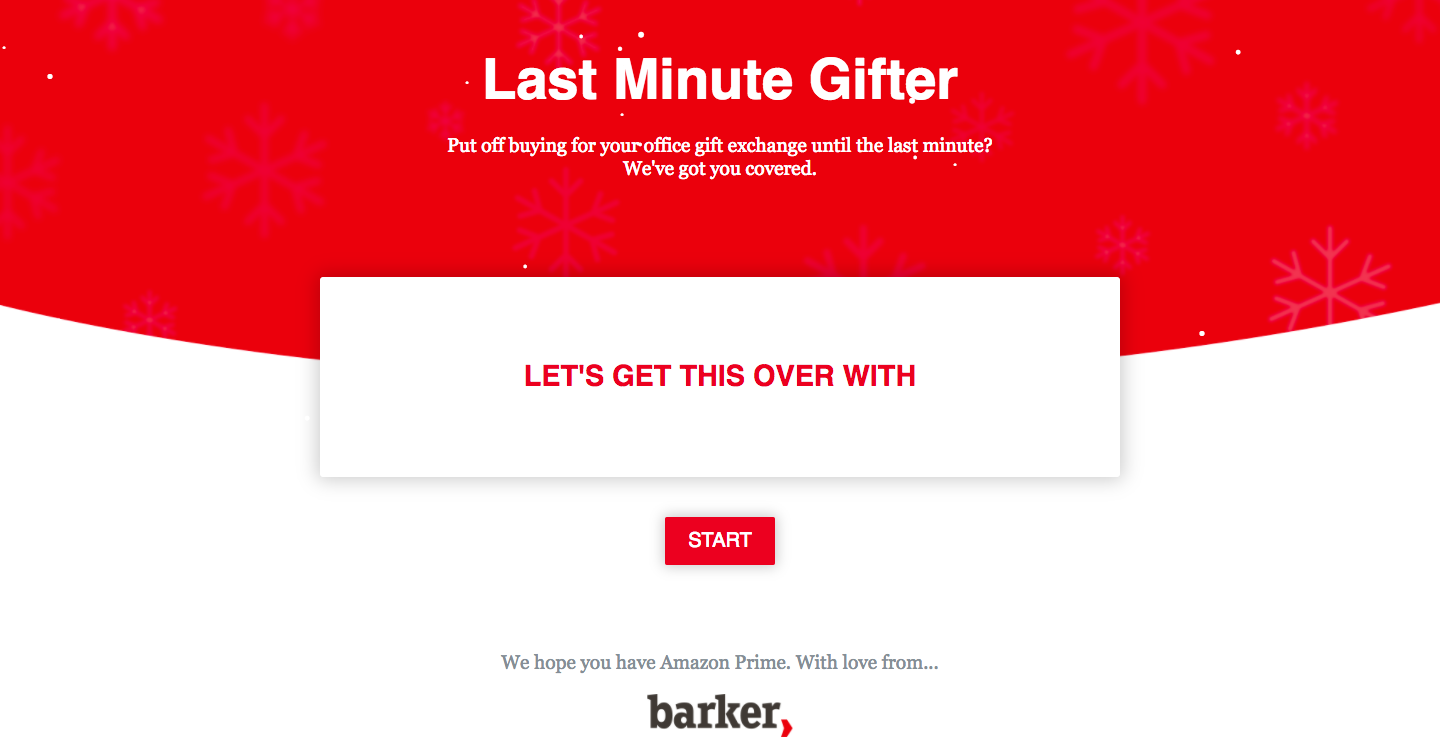 Last Minute Gifter
Put off buying for your office gift exchange until the last minute?
We've got you covered.
LET'S GET THIS OVER WITH
START
We hope you have Amazon Prime. With love from...
barker,